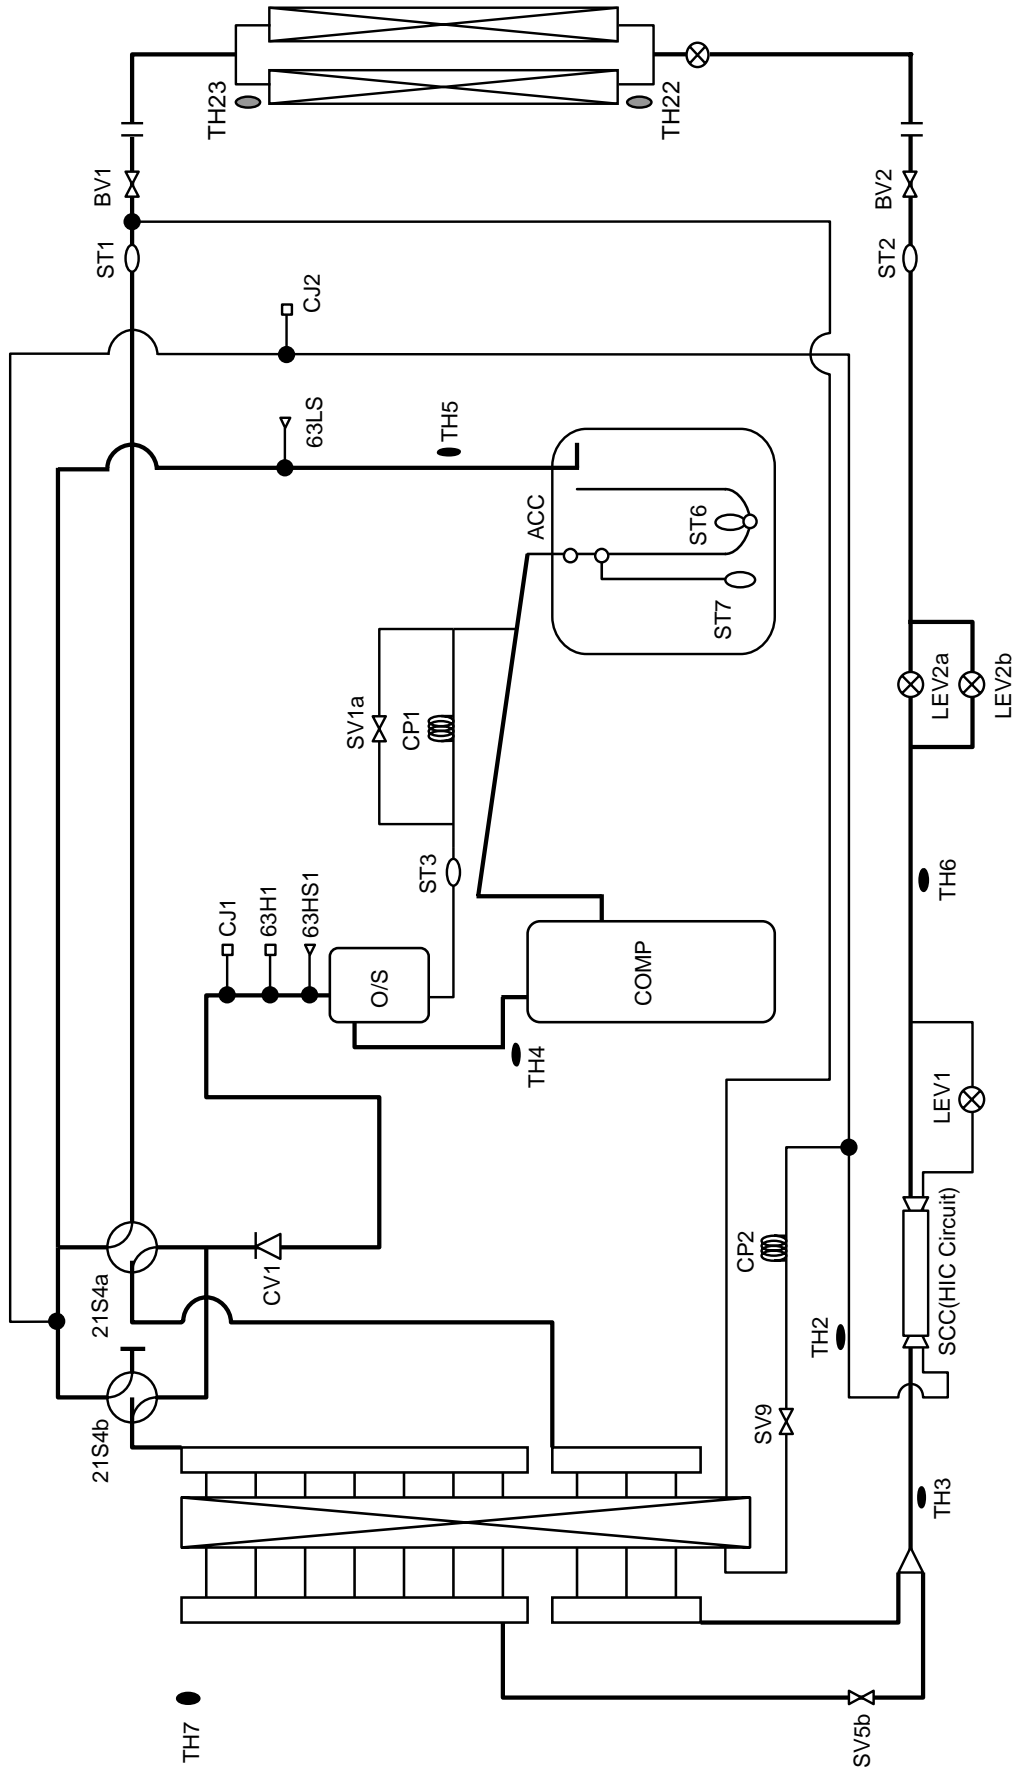 TH23
TH22
BV1
BV2
ST1
ST2
CJ2
63LS
TH5
ACC
ST6
ST7
SV1a
CP1
LEV2a
LEV2b
ST3
TH6
CJ1
63H1
63HS1
O/S
COMP
TH4
LEV1
SCC(HIC Circuit)
CP2
CV1
21S4a
TH2
21S4b
SV9
TH3
TH7
SV5b